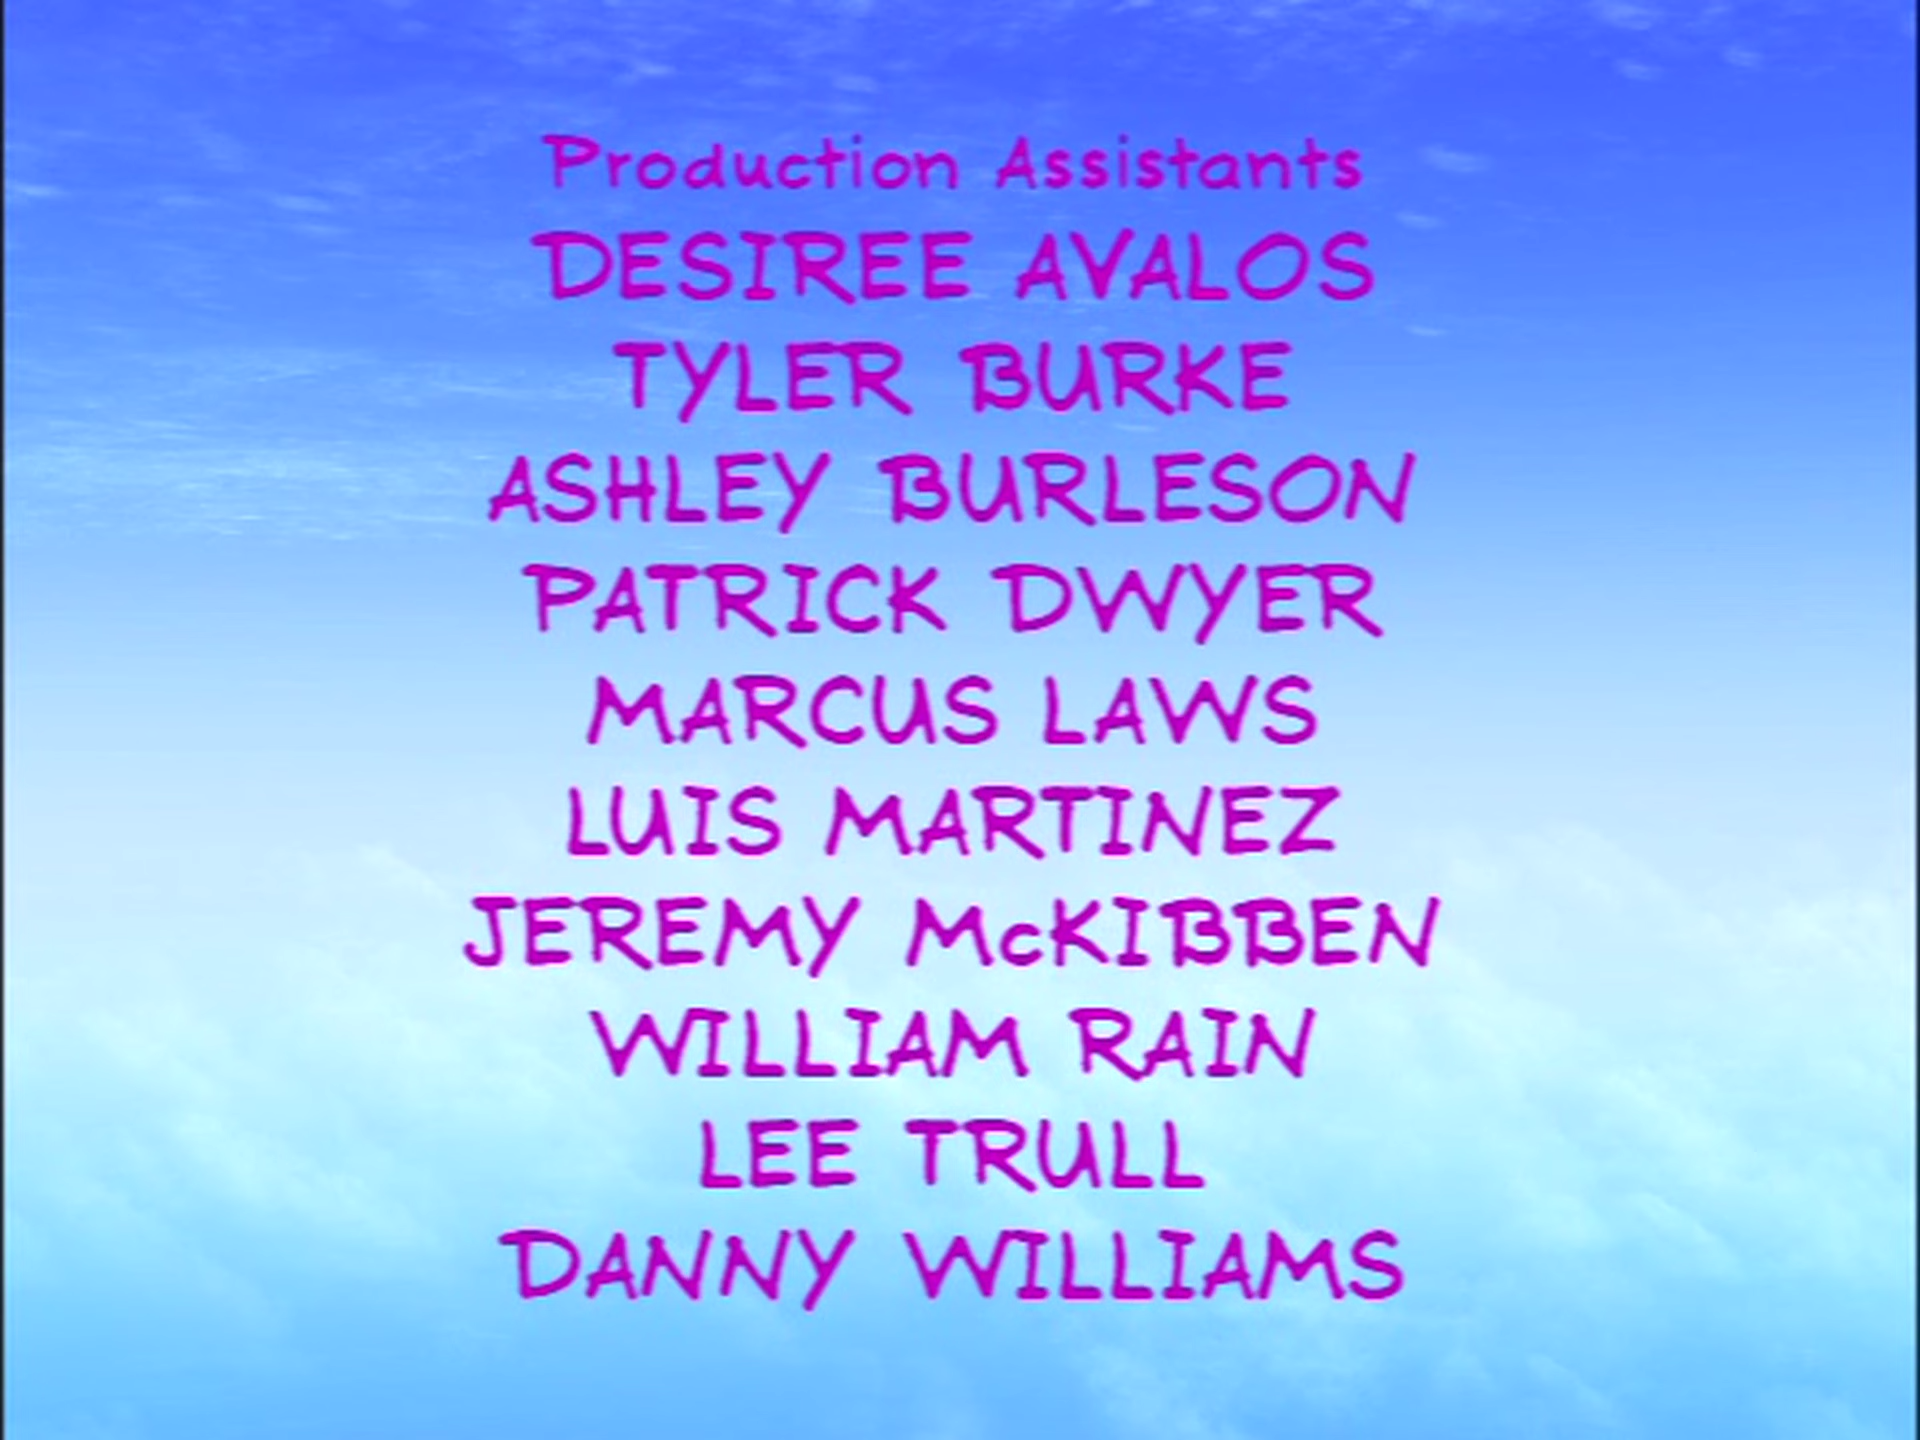 Production Assistants
DESIREE AVALOS
TYLER BURKE
ASHLEY BURLESON
PATRICK DWYER
MARCUS LAWS
LUIS MARTINEZ
JEREMY McKIBBEN
WILLIAM RAIN
LEE TRULL
DANNY WILLIAMS